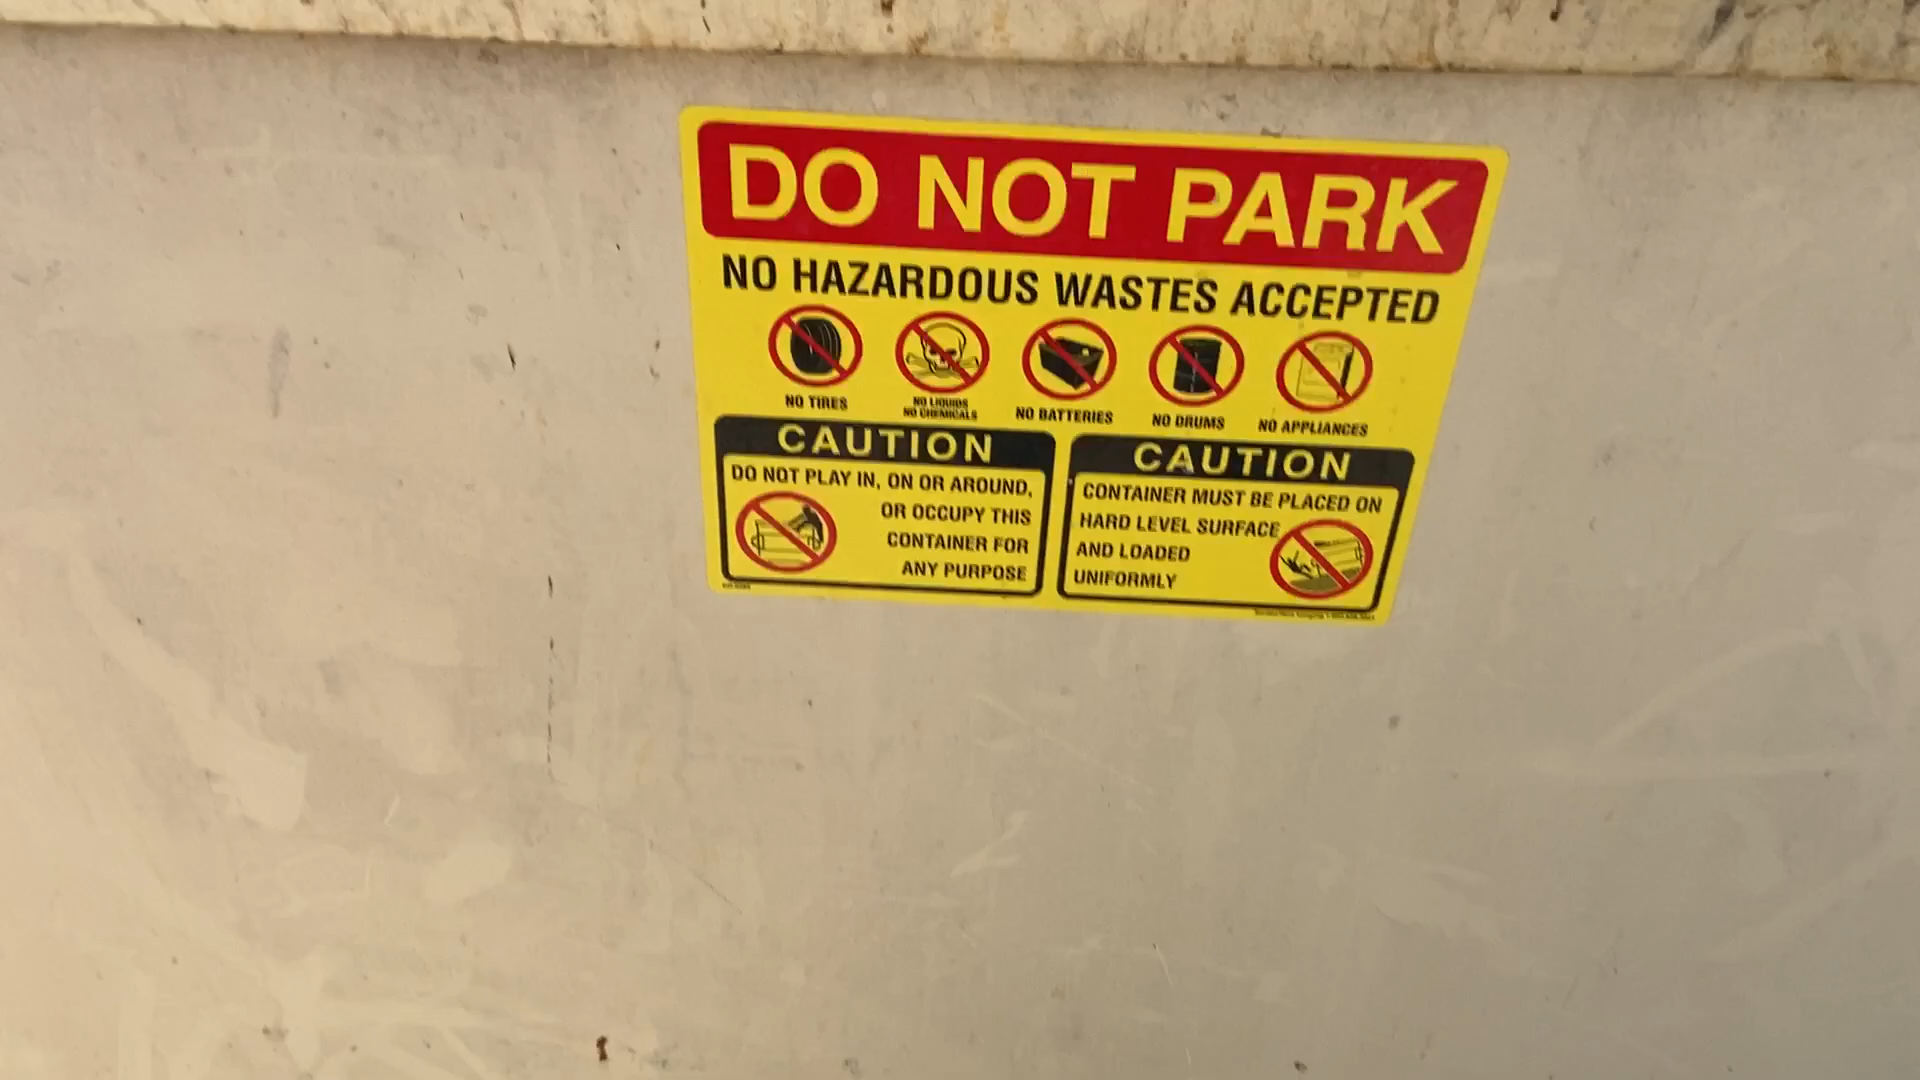 DO NOT PARK
NO HAZARDOUS WASTES ACCEPTED
NO TIRES
NO LIQUIDS
NO CHEMICALS
NO BATTERIES
NO DRUMS
NO APPLIANCES
CAUTION
DO NOT PLAY IN, ON OR AROUND,
OR OCCUPY THIS
CONTAINER FOR
ANY PURPOSE
CAUTION
CONTAINER MUST BE PLACED ON
HARD LEVEL SURFACE
AND LOADED
UNIFORMLY